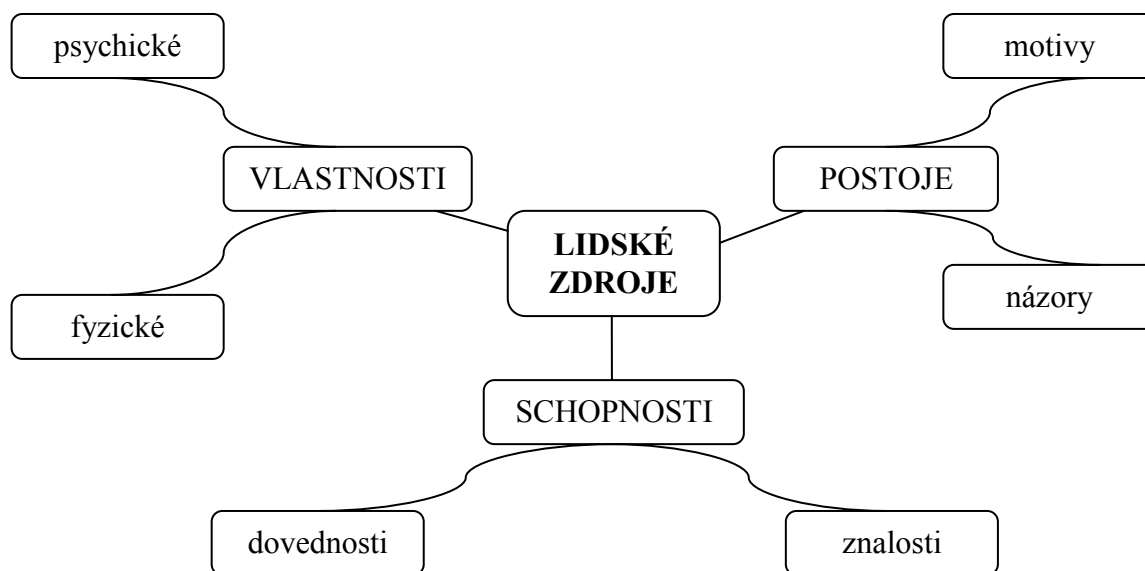 psychické
motivy
VLASTNOSTI
POSTOJE
LIDSKÉ
ZDROJE
fyzické
názory
SCHOPNOSTI
dovednosti
znalosti